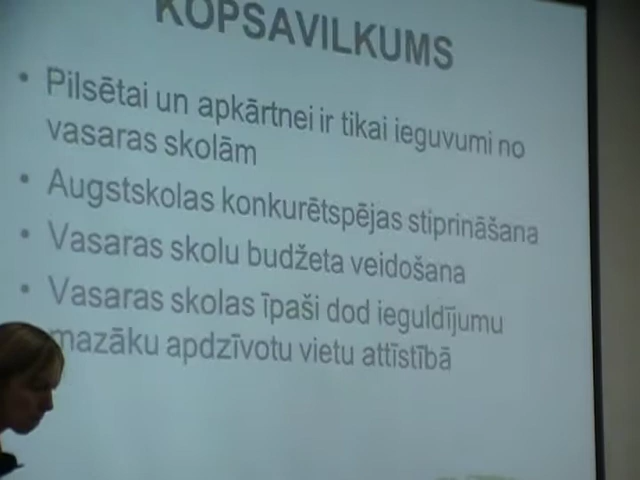 KOPSAVILKUMS
• Pilsētai un apkārtnei ir tikai ieguvumi no
vasaras skolām
• Augstskolas konkurētspējas stiprināšana
• Vasaras skolu budžeta veidošana
• Vasaras skolas īpaši dod ieguldījumu
mazāku apdzīvotu vietu attīstībā